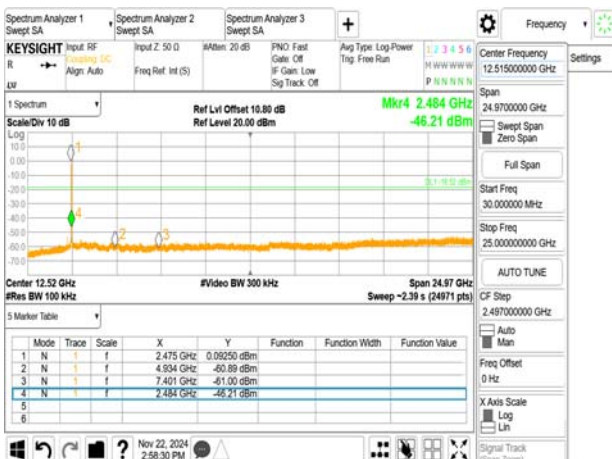 Spectrum Analyzer 1
Swept SA
Spectrum Analyzer 2
Swept SA
Spectrum Analyzer 3
Swept SA
+
Frequency
Settings
KEYSIGHT
R
Input: RF
Coupling: DC
Align: Auto
Input Z: 50 Ω
Freq Ref: Int (S)
#Atten: 20 dB
PNO: Fast
Gate: Off
IF Gain: Low
Sig Track: Off
Avg Type: Log-Power
Trig: Free Run
1 2 3 4 5 6
M W W W W W
P N N N N N
1 Spectrum
Scale/Div 10 dB
Ref Lvl Offset 10.80 dB
Ref Level 20.00 dBm
Mkr4 2.484 GHz
-46.21 dBm
Log
10.0
0.00
-10.0
-20.0
-30.0
-40.0
-50.0
-60.0
-70.0
1
2
3
4
Center 12.52 GHz
#Res BW 100 kHz
#Video BW 300 kHz
Span 24.97 GHz
Sweep ~2.39 s (24971 pts)
5 Marker Table
Mode Trace Scale X Y Function Function Width Function Value
1 N 1 f 2.475 GHz 0.09250 dBm
2 N 1 f 4.934 GHz -60.89 dBm
3 N 1 f 7.401 GHz -61.00 dBm
4 N 1 f 2.484 GHz -46.21 dBm
5
6
Nov 22, 2024
2:58:30 PM
Center Frequency
12.515000000 GHz
Span
24.9700000 GHz
Swept Span
Zero Span
Full Span
Start Freq
30.000000 MHz
Stop Freq
25.000000000 GHz
AUTO TUNE
CF Step
2.497000000 GHz
Auto
Man
Freq Offset
0 Hz
X Axis Scale
Log
Lin
Signal Track